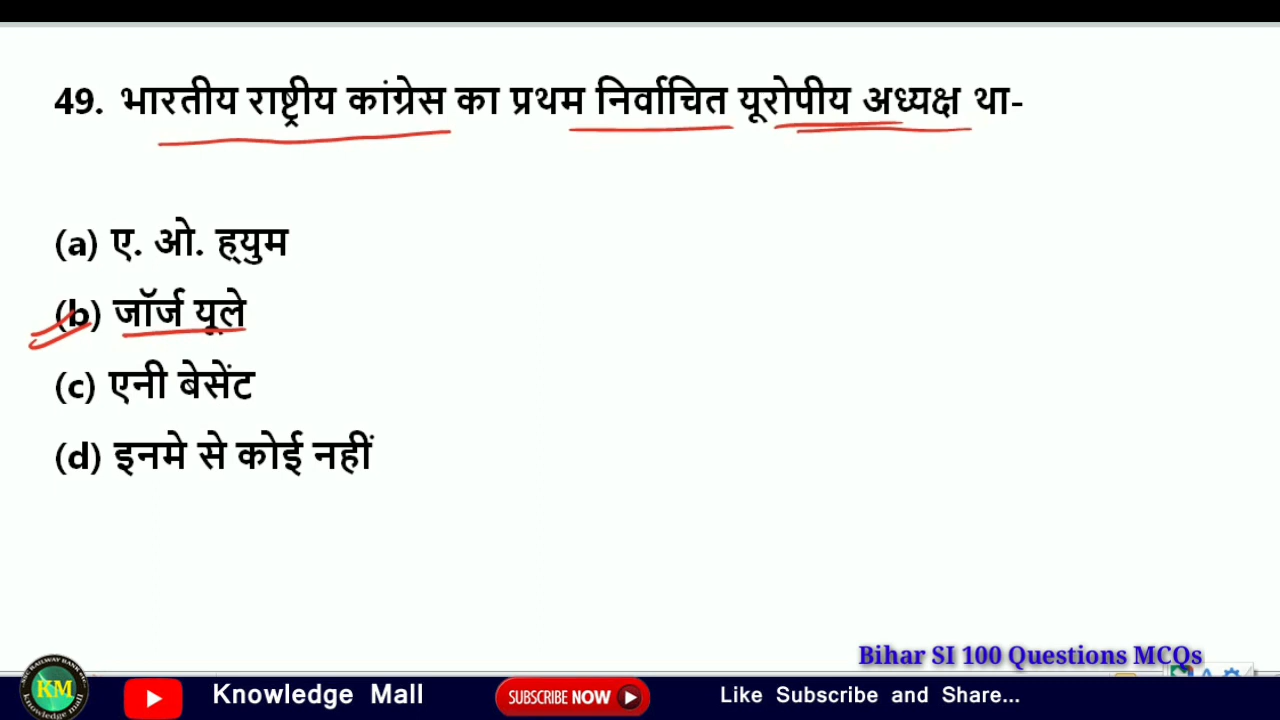 49. भारतीय राष्ट्रीय कांग्रेस का प्रथम निर्वाचित यूरोपीय अध्यक्ष था-
(a) ए. ओ. ह्युम
(b) जॉर्ज यूले
(c) एनी बेसेंट
(d) इनमे से कोई नहीं
Bihar SI 100 Questions MCQs
KM
Knowledge Mall
SUBSCRIBE NOW
Like Subscribe and Share...